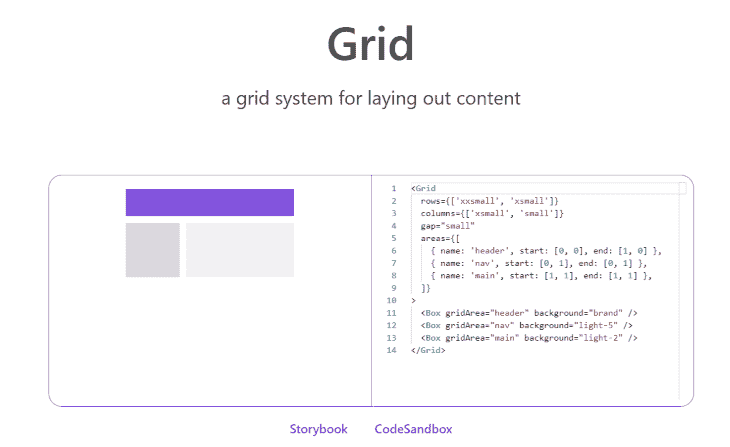 Grid
a grid system for laying out content
1 <Grid
2 rows={['xxsmall', 'xsmall']}
3 columns={['xsmall', 'small']}
4 gap="small"
5 areas={[
6 { name: 'header', start: [0, 0], end: [1, 0] },
7 { name: 'nav', start: [0, 1], end: [0, 1] },
8 { name: 'main', start: [1, 1], end: [1, 1] },
9 ]}
10 >
11 <Box gridArea="header" background="brand" />
12 <Box gridArea="nav" background="light-5" />
13 <Box gridArea="main" background="light-2" />
14 </Grid>
Storybook CodeSandbox